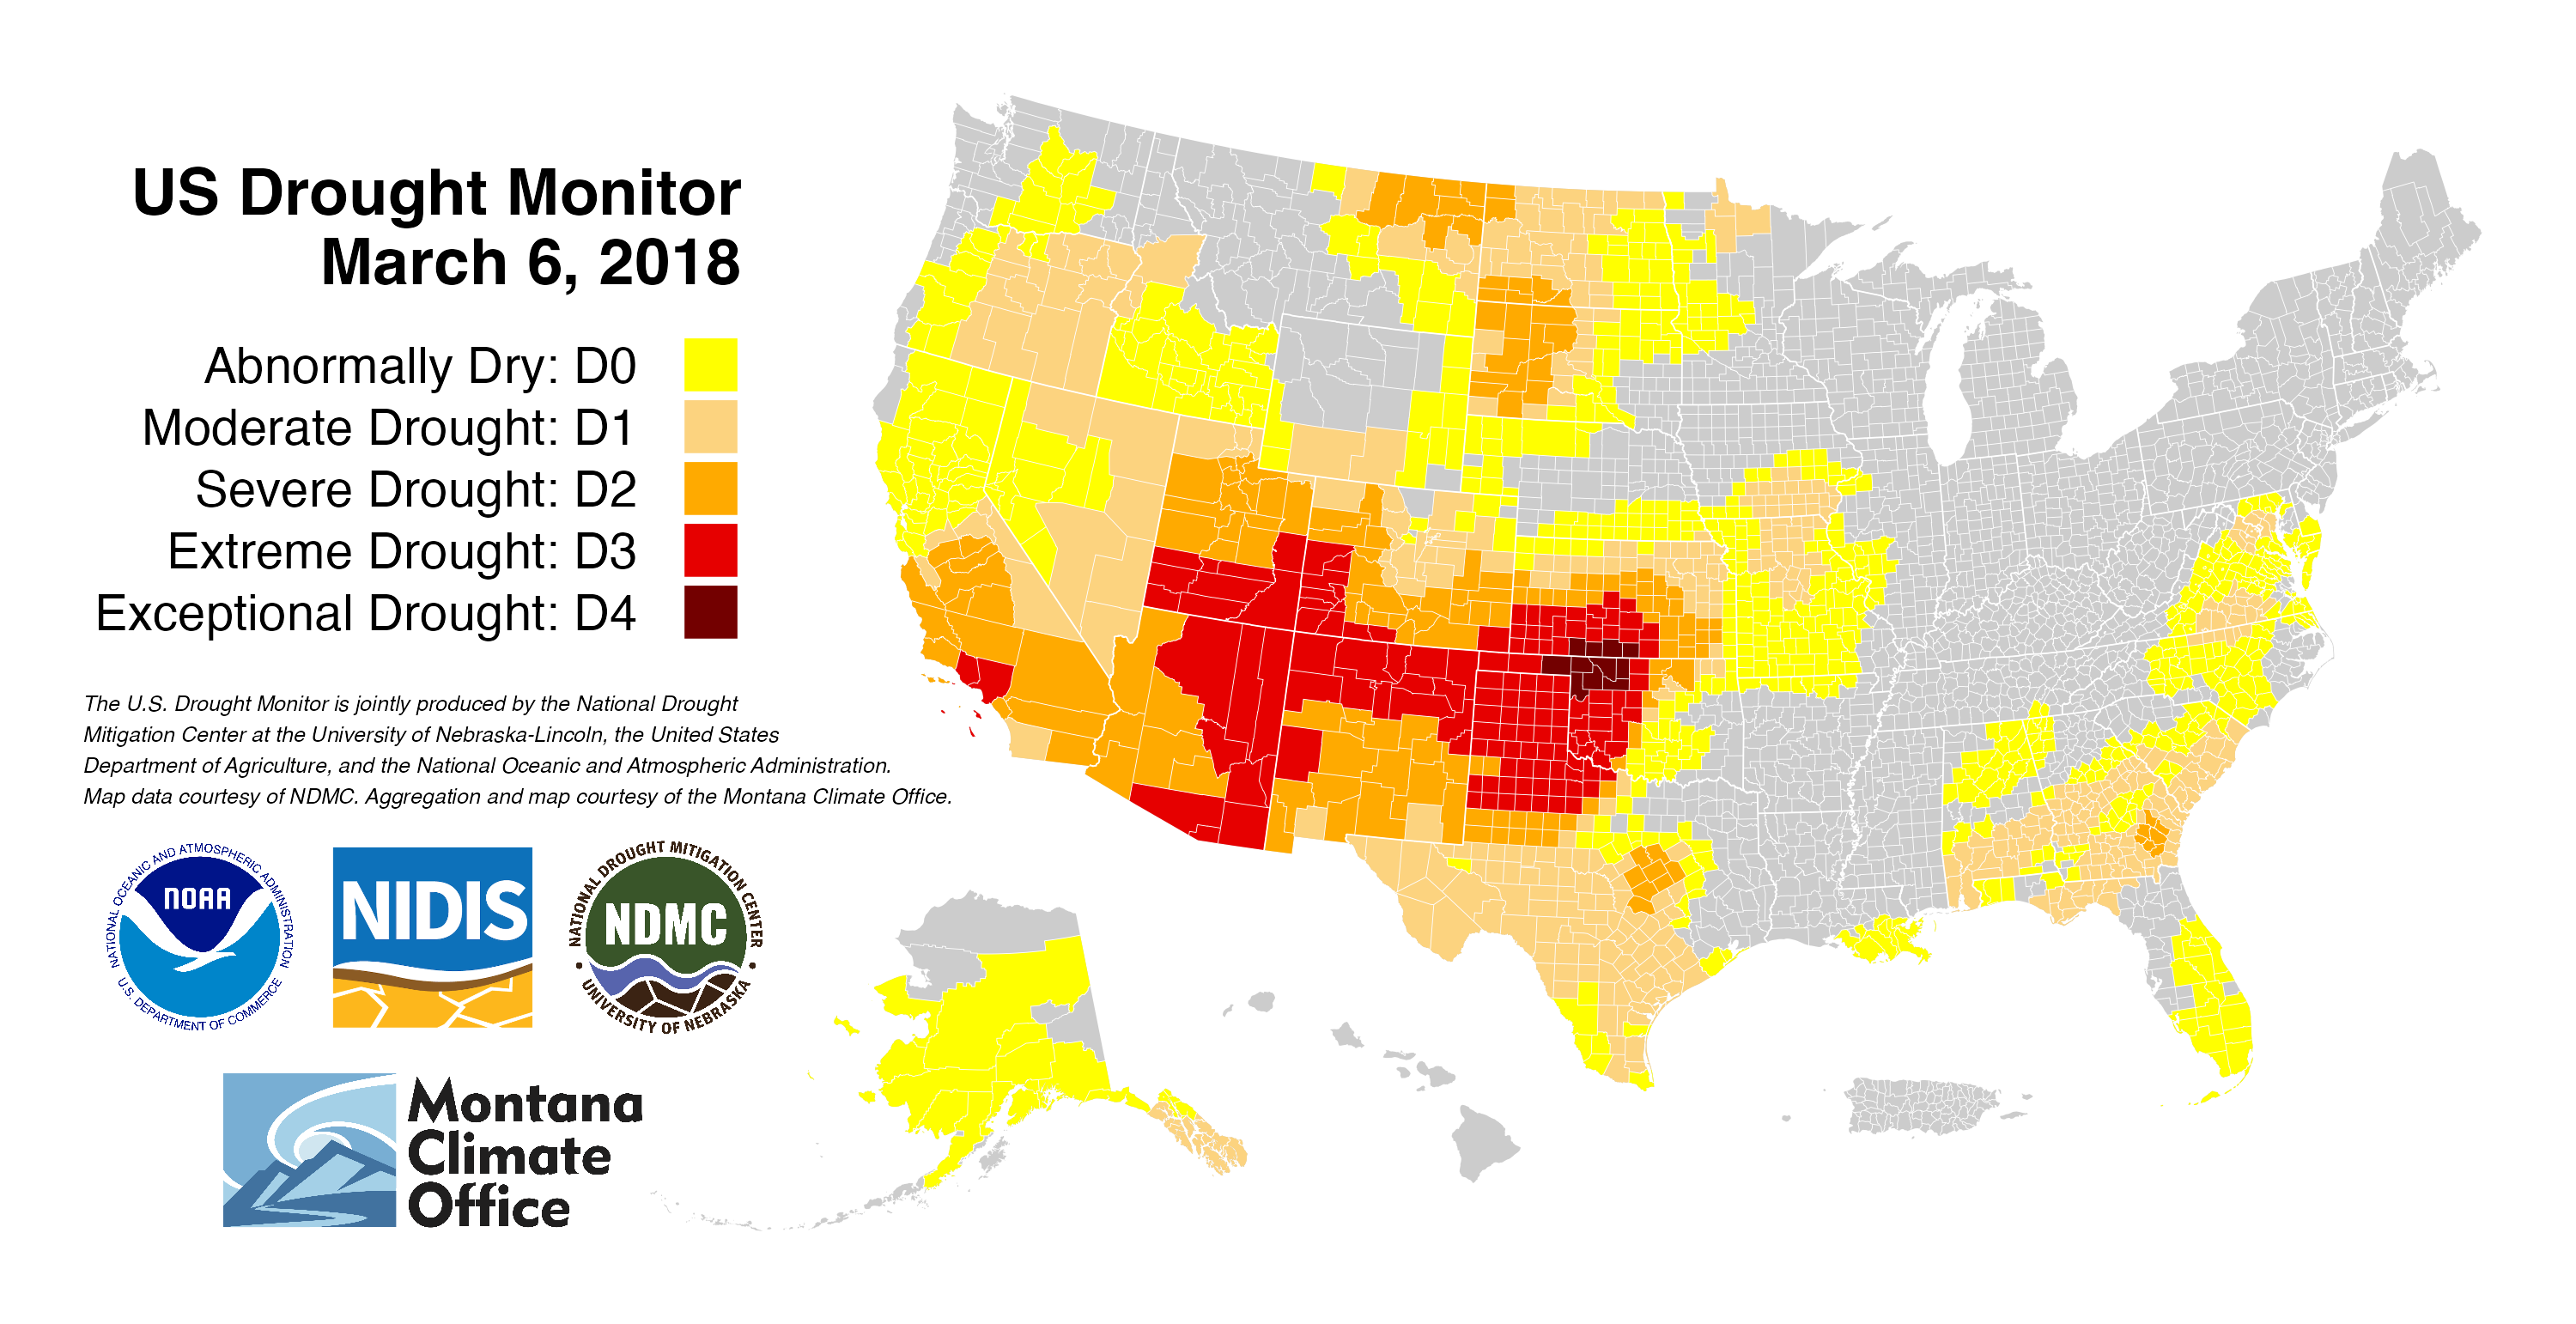 US Drought Monitor
March 6, 2018
Abnormally Dry: D0
Moderate Drought: D1
Severe Drought: D2
Extreme Drought: D3
Exceptional Drought: D4
The U.S. Drought Monitor is jointly produced by the National Drought
Mitigation Center at the University of Nebraska-Lincoln, the United States
Department of Agriculture, and the National Oceanic and Atmospheric Administration.
Map data courtesy of NDMC. Aggregation and map courtesy of the Montana Climate Office.
NATIONAL OCEANIC AND ATMOSPHERIC ADMINISTRATION
NOAA
U.S. DEPARTMENT OF COMMERCE
NIDIS
NATIONAL DROUGHT MITIGATION CENTER
NDMC
UNIVERSITY OF NEBRASKA
Montana
Climate
Office